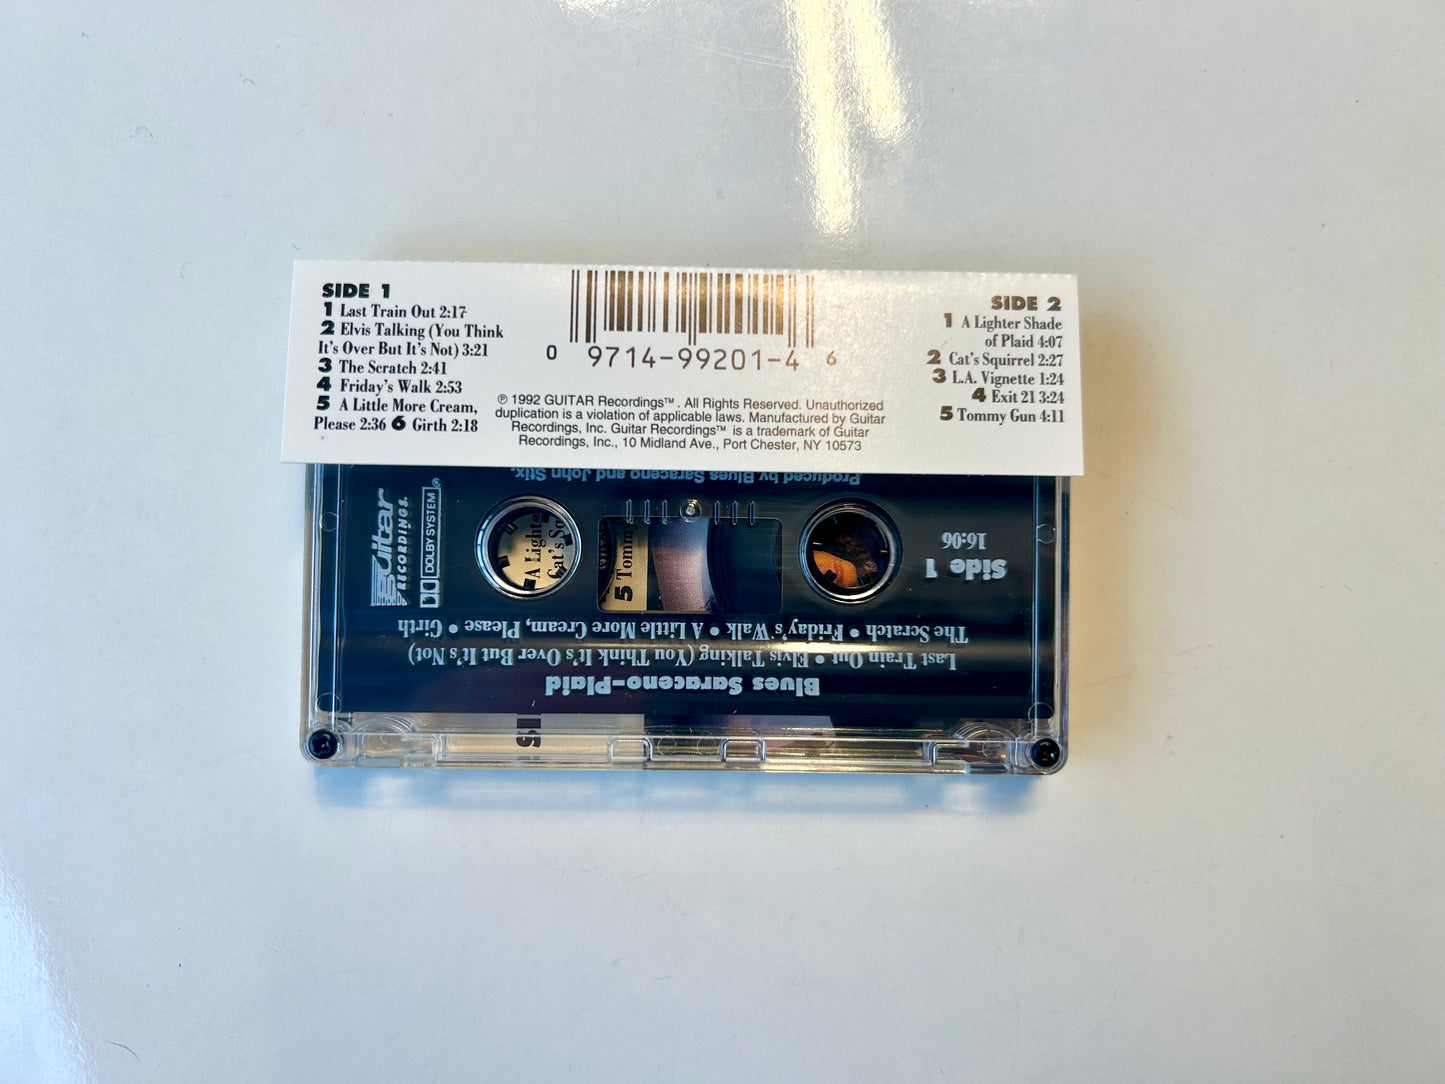 SIDE 1
1 Last Train Out 2:17
2 Elvis Talking (You Think
It's Over But It's Not) 3:21
3 The Scratch 2:41
4 Friday's Walk 2:53
5 A Little More Cream,
Please 2:36 6 Girth 2:18
0 9714-99201-4 6
℗ 1992 GUITAR Recordings™. All Rights Reserved. Unauthorized
duplication is a violation of applicable laws. Manufactured by Guitar
Recordings, Inc. Guitar Recordings™ is a trademark of Guitar
Recordings, Inc., 10 Midland Ave., Port Chester, NY 10573
SIDE 2
1 A Lighter Shade
of Plaid 4:07
2 Cat's Squirrel 2:27
3 L.A. Vignette 1:24
4 Exit 21 3:24
5 Tommy Gun 4:11
Blues Saraceno–Plaid
Last Train Out • Elvis Talking (You Think It's Over But It's Not)
The Scratch • Friday's Walk • A Little More Cream, Please • Girth
Side 1
16:06
Guitar
RECORDINGS.
DOLBY SYSTEM®
Produced by Blues Saraceno and John Stix.
A Lighte
Cat's So
5 Tommy